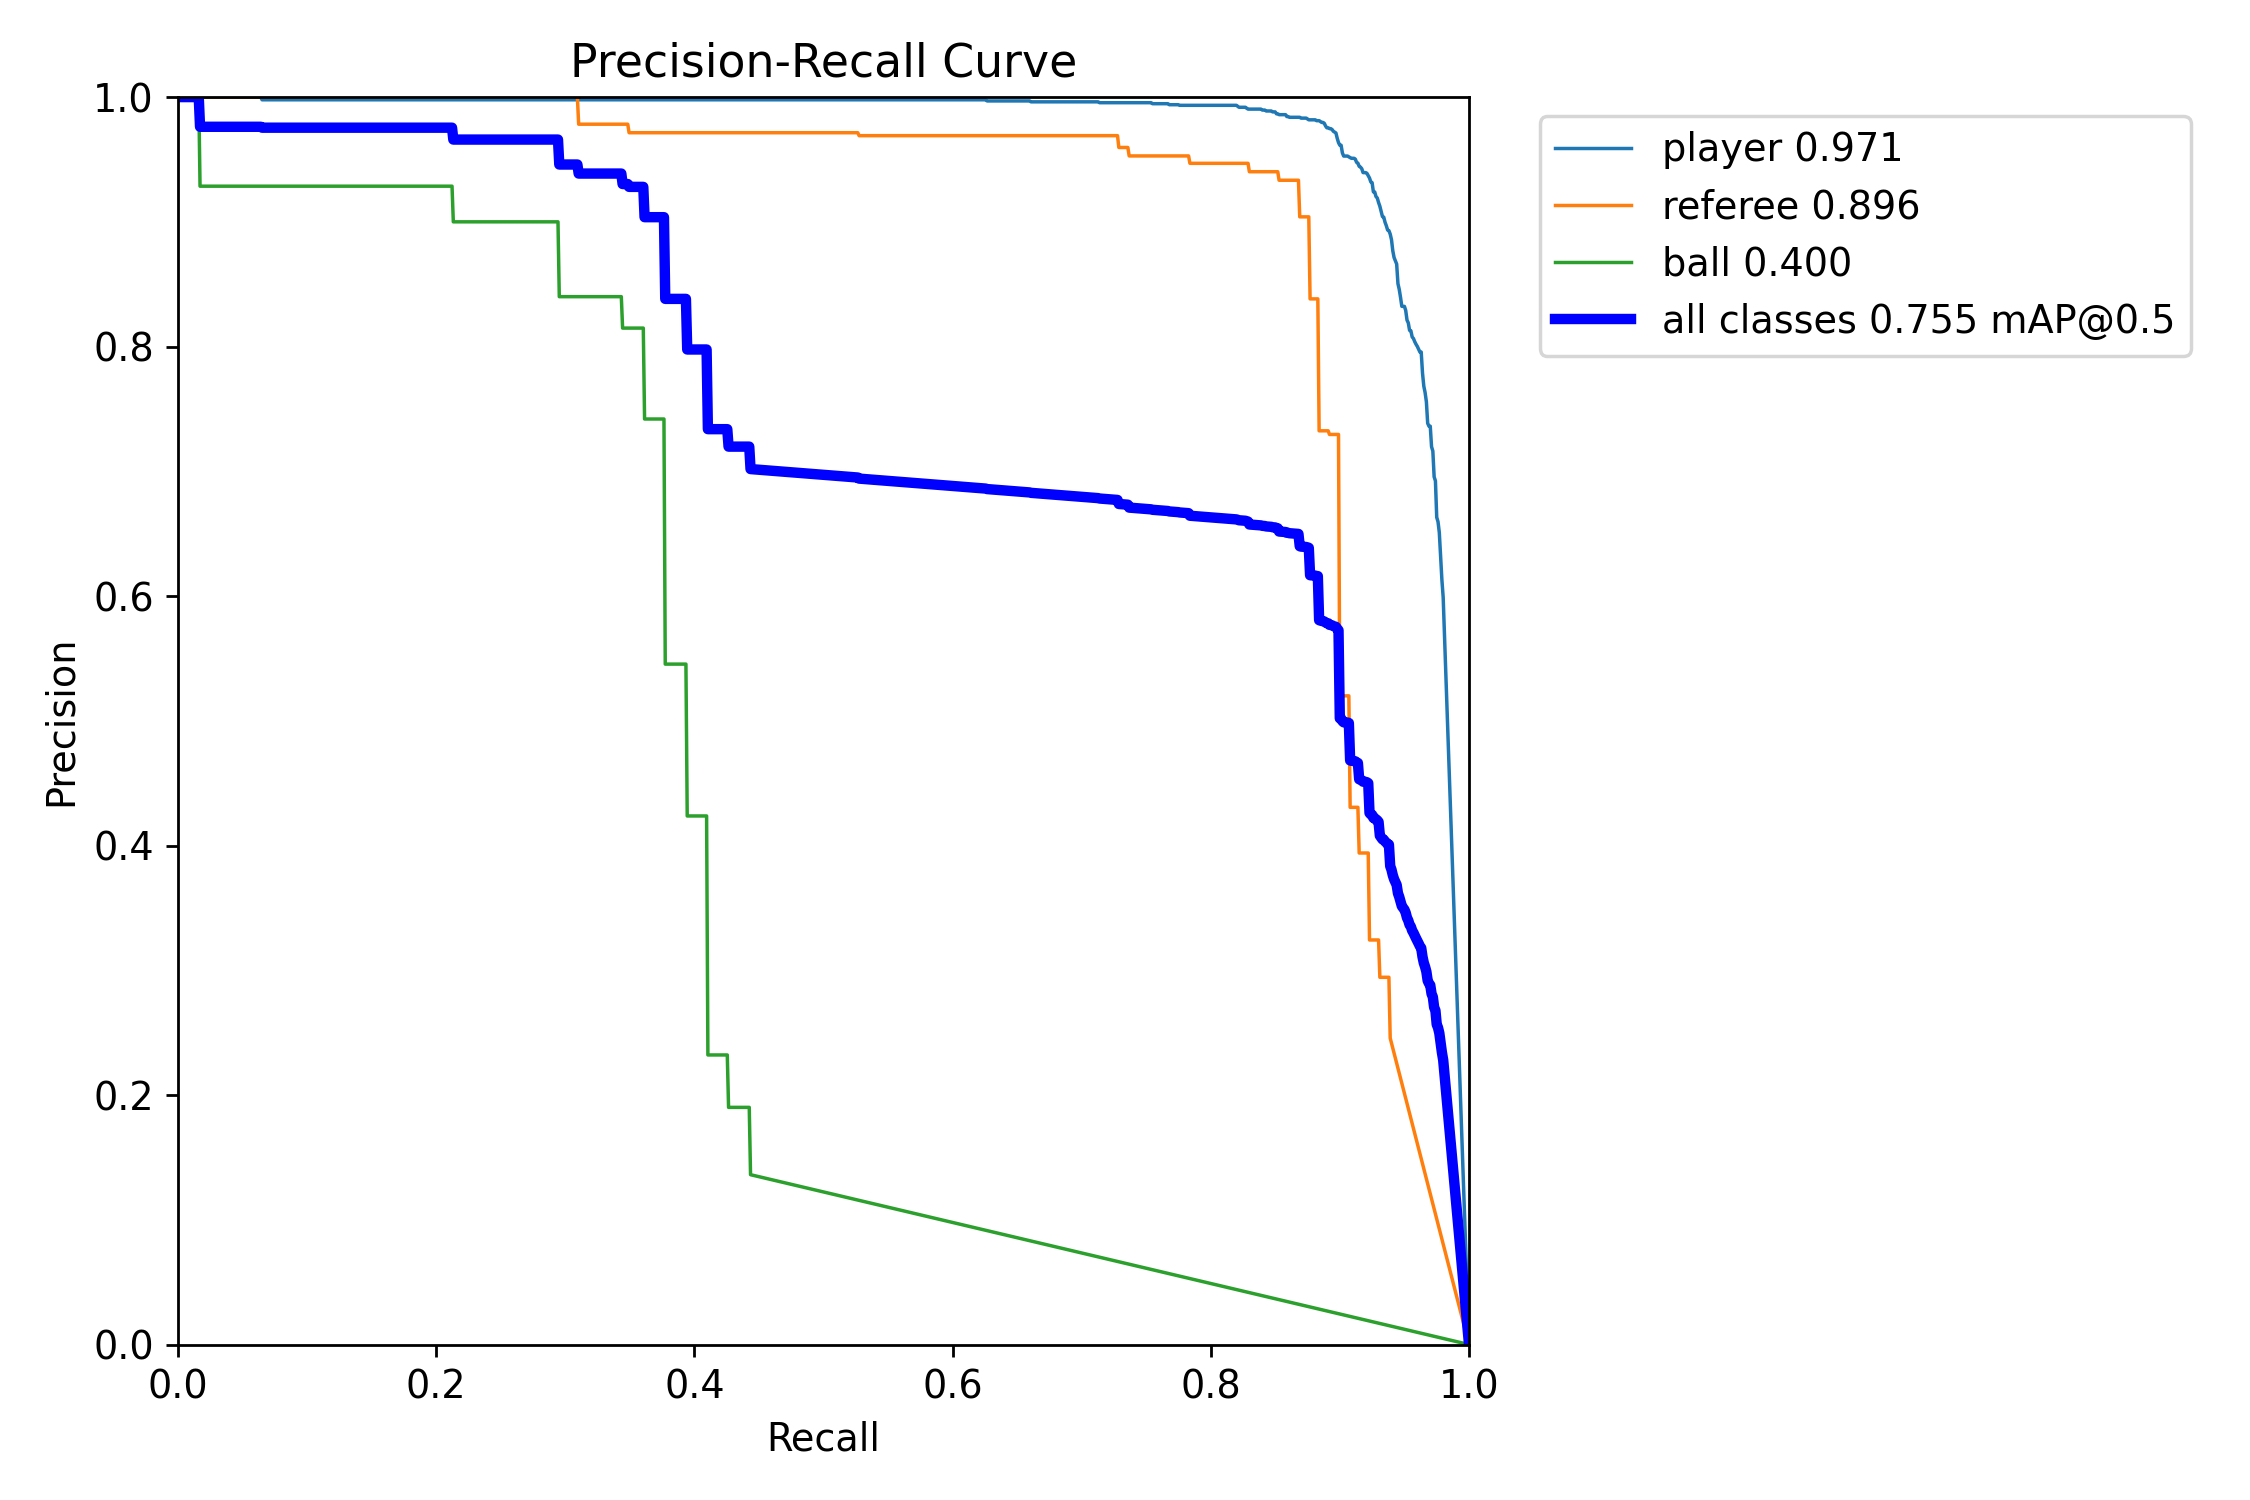 Precision-Recall Curve
1.0
0.8
0.6
0.4
0.2
0.0
Precision
0.0 0.2 0.4 0.6 0.8 1.0
Recall
player 0.971
referee 0.896
ball 0.400
all classes 0.755 mAP@0.5